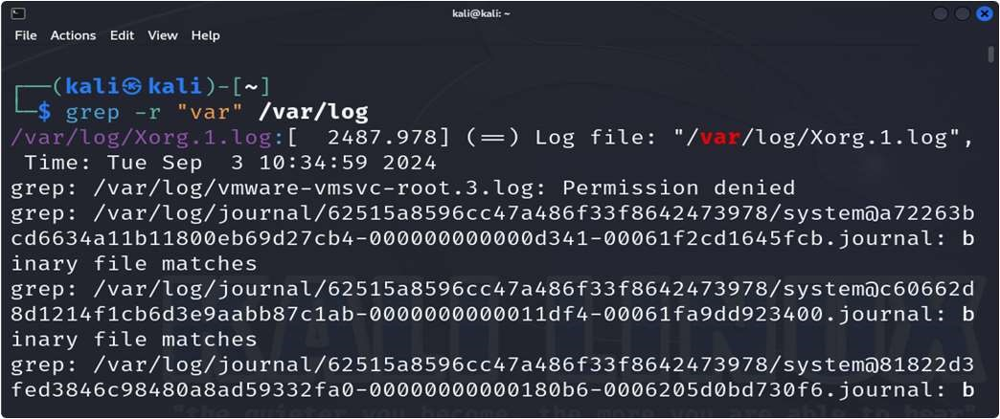 kali@kali: ~
File Actions Edit View Help
┌──(kali㉿kali)-[~]
└─$ grep -r "var" /var/log
/var/log/Xorg.1.log:[  2487.978] (==) Log file: "/var/log/Xorg.1.log",
 Time: Tue Sep  3 10:34:59 2024
grep: /var/log/vmware-vmsvc-root.3.log: Permission denied
grep: /var/log/journal/62515a8596cc47a486f33f8642473978/system@a72263b
cd6634a11b11800eb69d27cb4-000000000000d341-00061f2cd1645fcb.journal: b
inary file matches
grep: /var/log/journal/62515a8596cc47a486f33f8642473978/system@c60662d
8d1214f1cb6d3e9aabb87c1ab-0000000000011df4-00061fa9dd923400.journal: b
inary file matches
grep: /var/log/journal/62515a8596cc47a486f33f8642473978/system@81822d3
fed3846c98480a8ad59332fa0-00000000000180b6-0006205d0bd730f6.journal: b
KALI LINUX
"the quieter you become, the more you are able to hear"